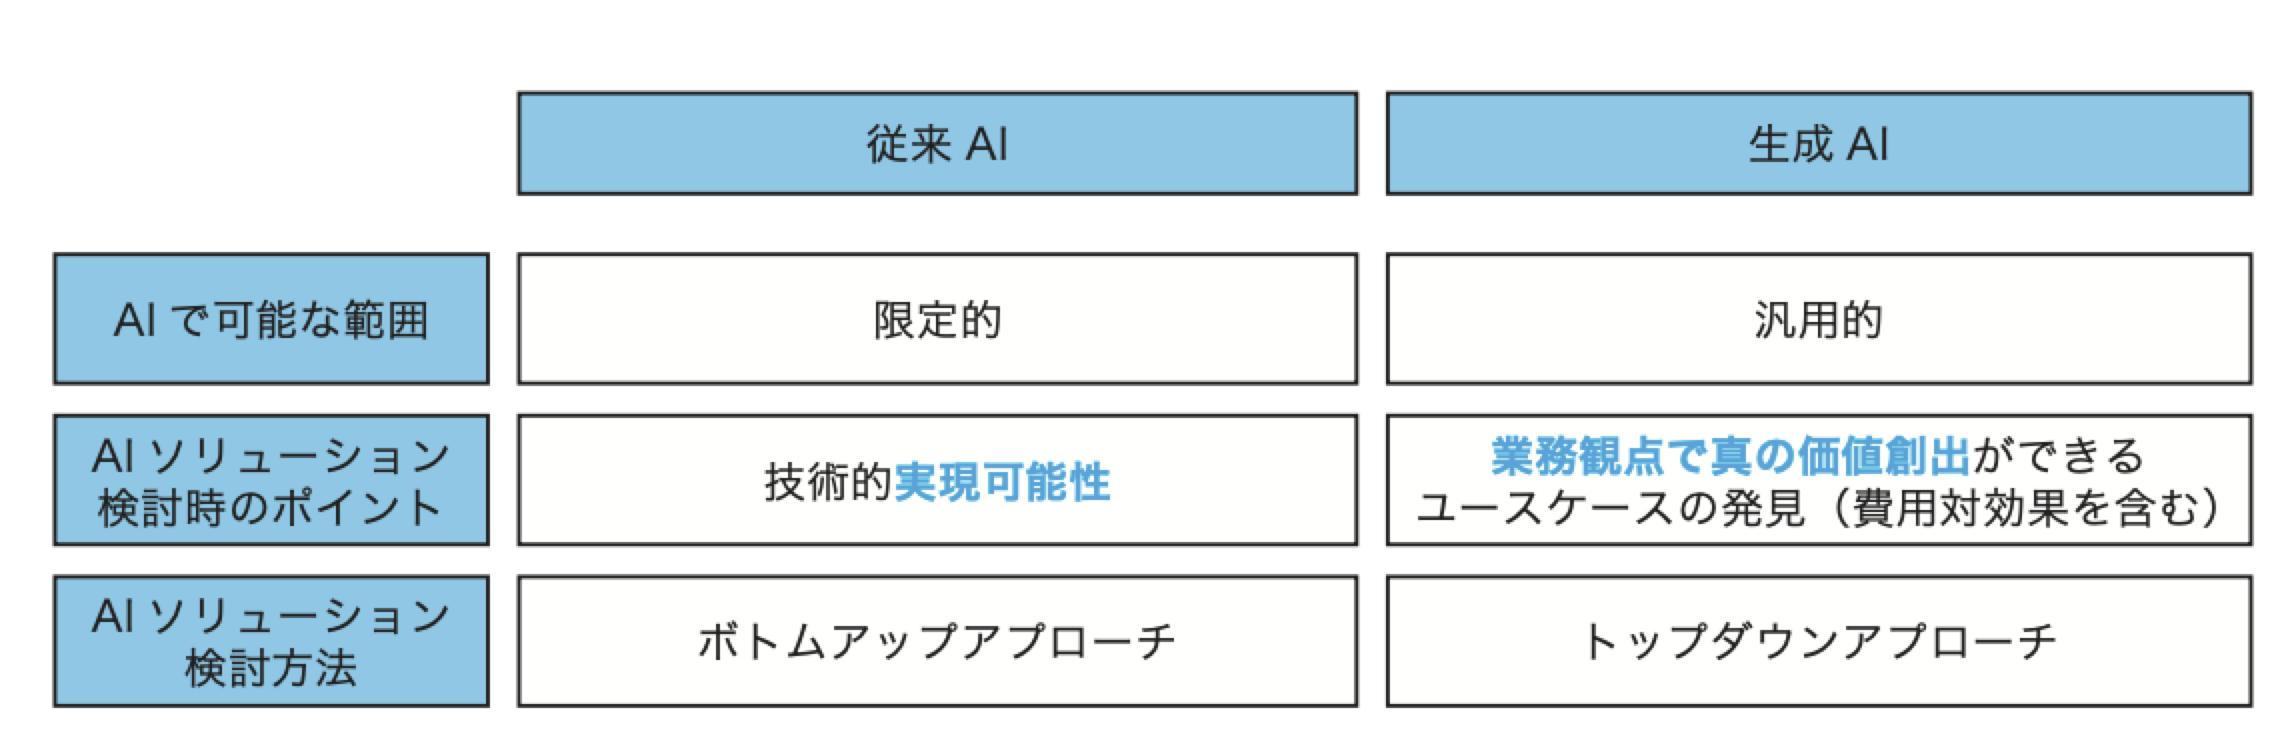 従来 AI
生成 AI
AI で可能な範囲
限定的
汎用的
AI ソリューション
検討時のポイント
技術的実現可能性
業務観点で真の価値創出ができる
ユースケースの発見（費用対効果を含む）
AI ソリューション
検討方法
ボトムアップアプローチ
トップダウンアプローチ